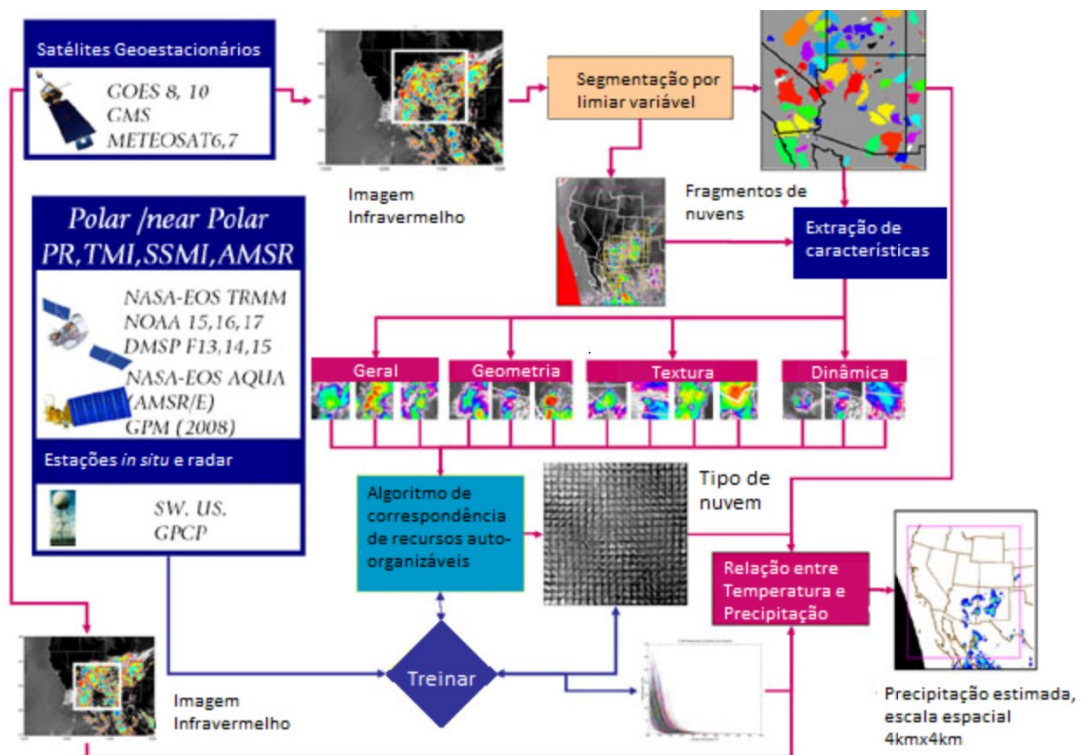 Satélites Geoestacionários
GOES 8, 10
GMS
METEOSAT6,7
Imagem
Infravermelho
Segmentação por
limiar variável
Fragmentos de
nuvens
Extração de
características
Polar /near Polar
PR,TMI,SSMI,AMSR
NASA-EOS TRMM
NOAA 15,16,17
DMSP F13,14,15
NASA-EOS AQUA
(AMSR/E)
GPM (2008)
Estações in situ e radar
SW. US.
GPCP
Geral
Geometria
Textura
Dinâmica
Algoritmo de
correspondência
de recursos auto-
organizáveis
Tipo de
nuvem
Relação entre
Temperatura e
Precipitação
Treinar
Imagem
Infravermelho
Precipitação estimada,
escala espacial
4kmx4km